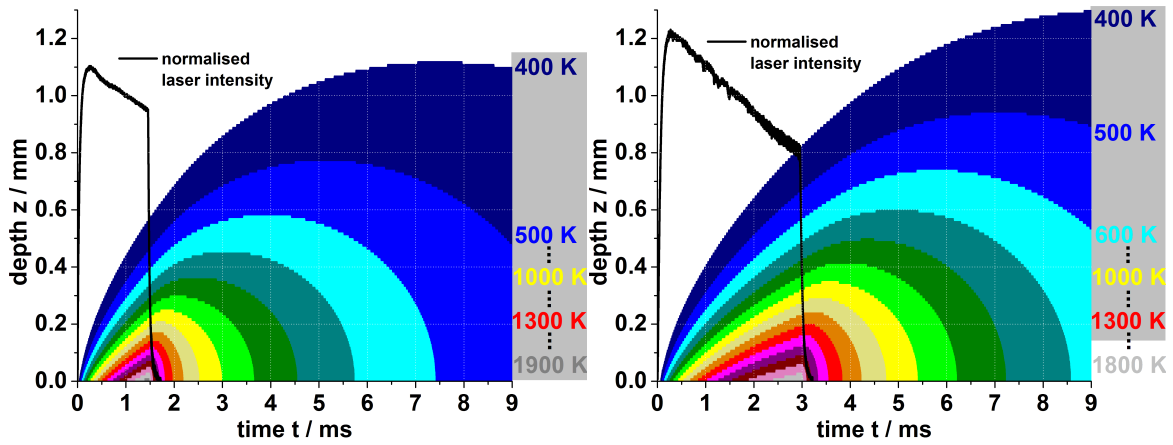 1.2
1.0
0.8
0.6
0.4
0.2
0.0
depth z / mm
normalised
laser intensity
400 K
500 K
1000 K
1300 K
1900 K
0 1 2 3 4 5 6 7 8 9
time t / ms
1.2
1.0
0.8
0.6
0.4
0.2
0.0
depth z / mm
normalised
laser intensity
400 K
500 K
600 K
1000 K
1300 K
1800 K
0 1 2 3 4 5 6 7 8 9
time t / ms